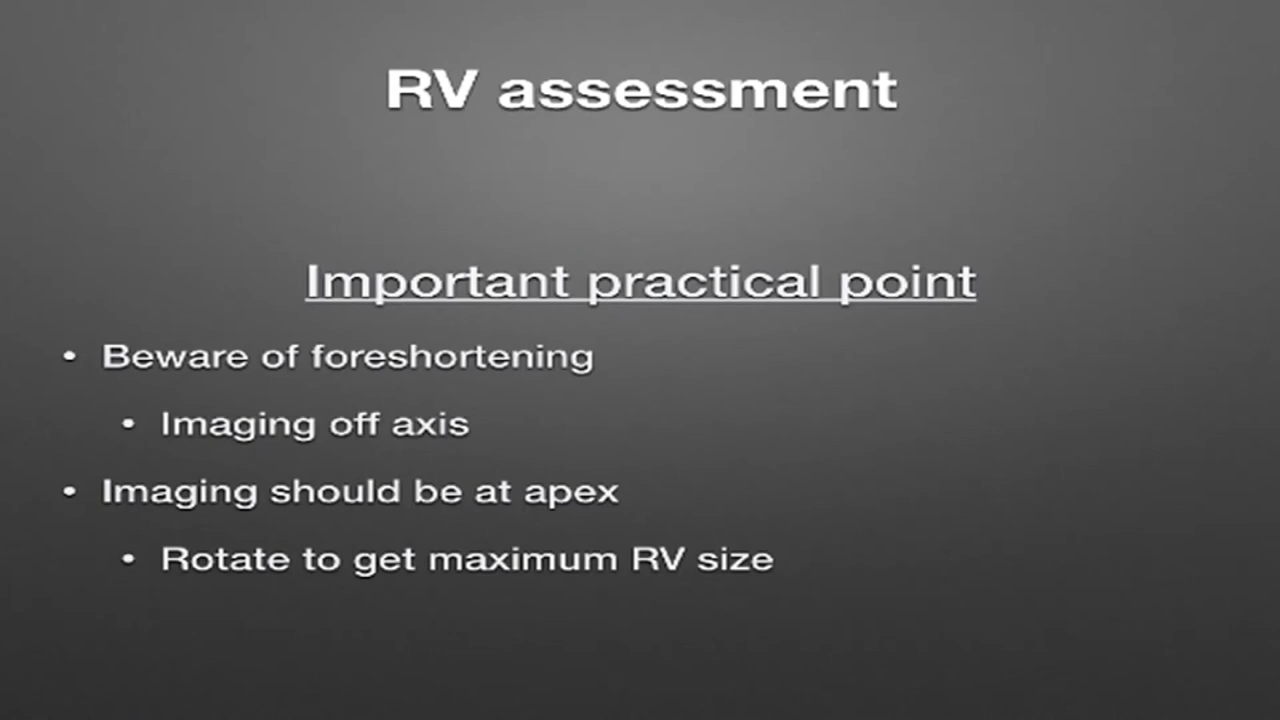 RV assessment
Important practical point
• Beware of foreshortening
• Imaging off axis
• Imaging should be at apex
• Rotate to get maximum RV size